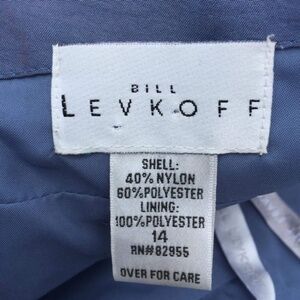 BILL
LEVKOFF
SHELL:
40% NYLON
60%POLYESTER
LINING:
100%POLYESTER
14
RN#82955
OVER FOR CARE